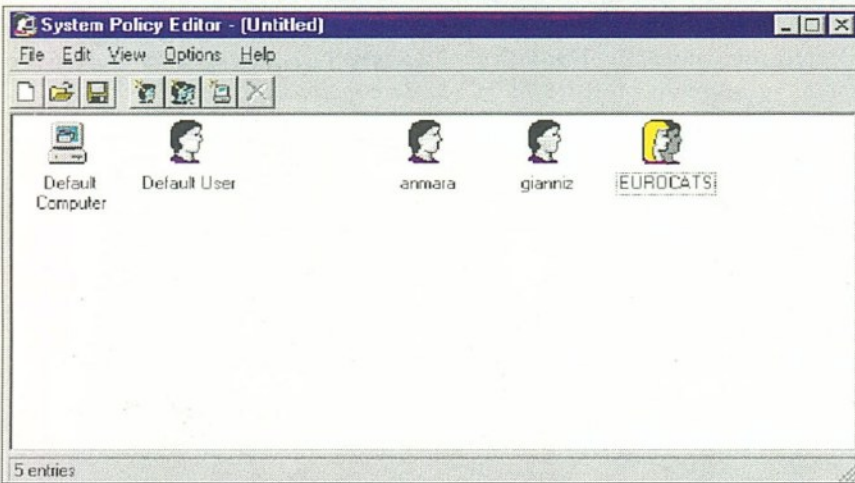 System Policy Editor - (Untitled)
File Edit View Options Help
Default Computer
Default User
anmara
gianniz
EUROCATS
5 entries